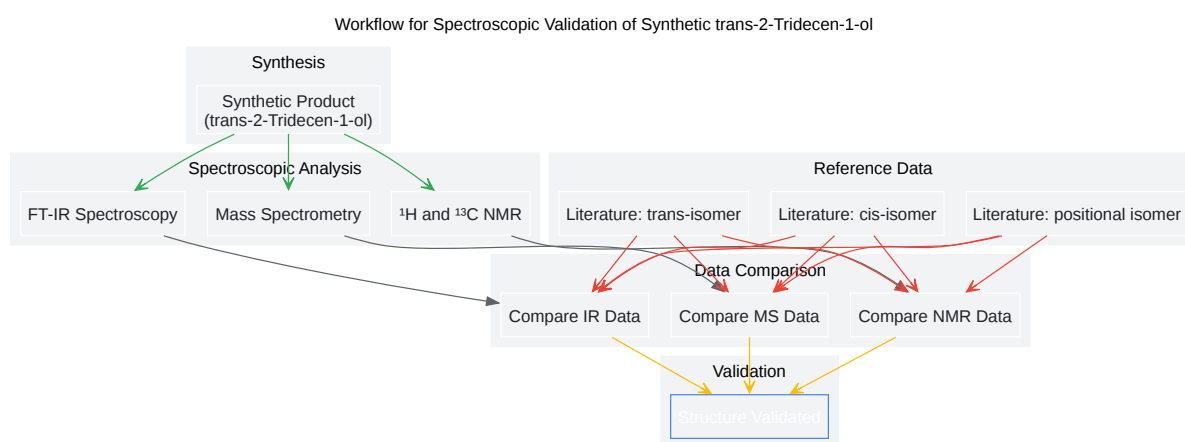 Workflow for Spectroscopic Validation of Synthetic trans-2-Tridecen-1-ol
Synthesis
Synthetic Product
(trans-2-Tridecen-1-ol)
Spectroscopic Analysis
Reference Data
FT-IR Spectroscopy
Mass Spectrometry
¹H and ¹³C NMR
Literature: trans-isomer
Literature: cis-isomer
Literature: positional isomer
Data Comparison
Compare IR Data
Compare MS Data
Compare NMR Data
Validation
Structure Validated